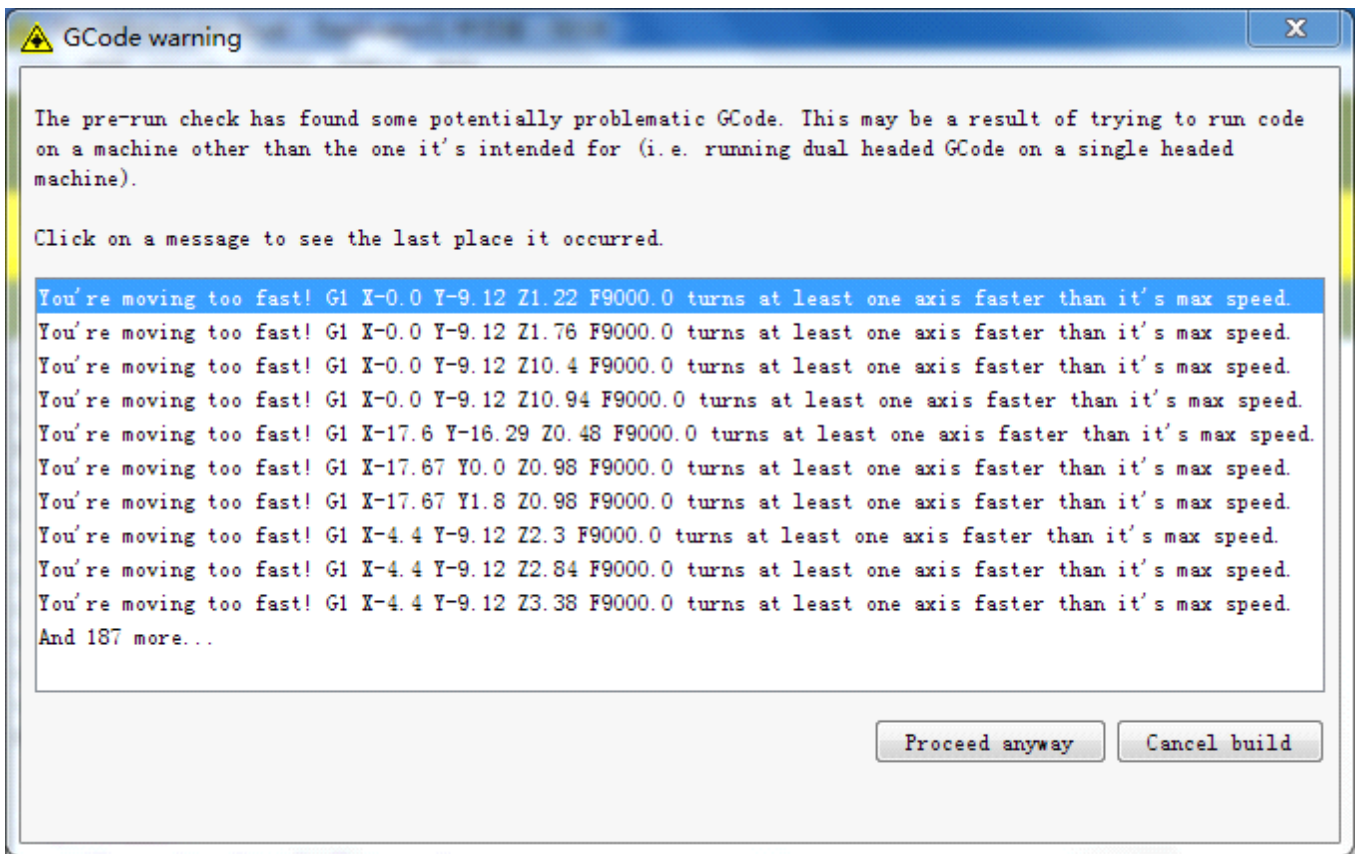 GCode warning
The pre-run check has found some potentially problematic GCode. This may be a result of trying to run code
on a machine other than the one it's intended for (i.e. running dual headed GCode on a single headed
machine).
Click on a message to see the last place it occurred.
You're moving too fast! G1 X-0.0 Y-9.12 Z1.22 F9000.0 turns at least one axis faster than it's max speed.
You're moving too fast! G1 X-0.0 Y-9.12 Z1.76 F9000.0 turns at least one axis faster than it's max speed.
You're moving too fast! G1 X-0.0 Y-9.12 Z10.4 F9000.0 turns at least one axis faster than it's max speed.
You're moving too fast! G1 X-0.0 Y-9.12 Z10.94 F9000.0 turns at least one axis faster than it's max speed.
You're moving too fast! G1 X-17.6 Y-16.29 Z0.48 F9000.0 turns at least one axis faster than it's max speed.
You're moving too fast! G1 X-17.67 Y0.0 Z0.98 F9000.0 turns at least one axis faster than it's max speed.
You're moving too fast! G1 X-17.67 Y1.8 Z0.98 F9000.0 turns at least one axis faster than it's max speed.
You're moving too fast! G1 X-4.4 Y-9.12 Z2.3 F9000.0 turns at least one axis faster than it's max speed.
You're moving too fast! G1 X-4.4 Y-9.12 Z2.84 F9000.0 turns at least one axis faster than it's max speed.
You're moving too fast! G1 X-4.4 Y-9.12 Z3.38 F9000.0 turns at least one axis faster than it's max speed.
And 187 more...
Proceed anyway
Cancel build